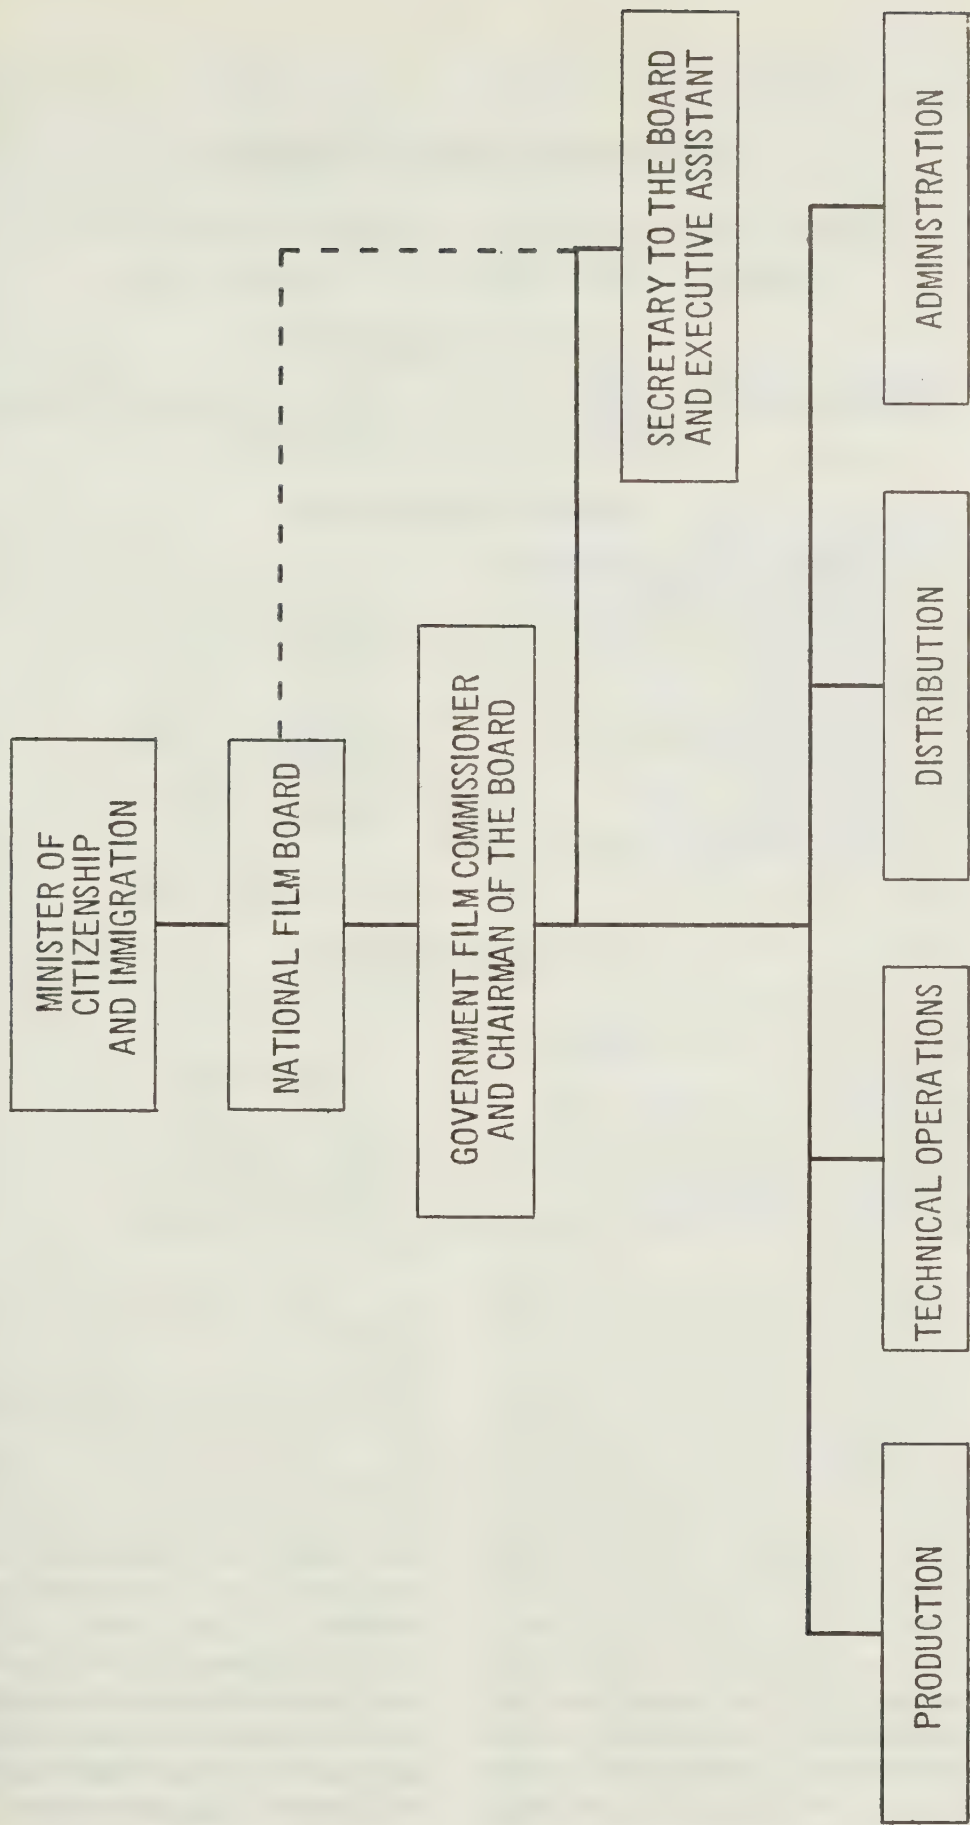 MINISTER OF
CITIZENSHIP
AND IMMIGRATION
NATIONAL FILM BOARD
GOVERNMENT FILM COMMISSIONER
AND CHAIRMAN OF THE BOARD
SECRETARY TO THE BOARD
AND EXECUTIVE ASSISTANT
PRODUCTION
TECHNICAL OPERATIONS
DISTRIBUTION
ADMINISTRATION